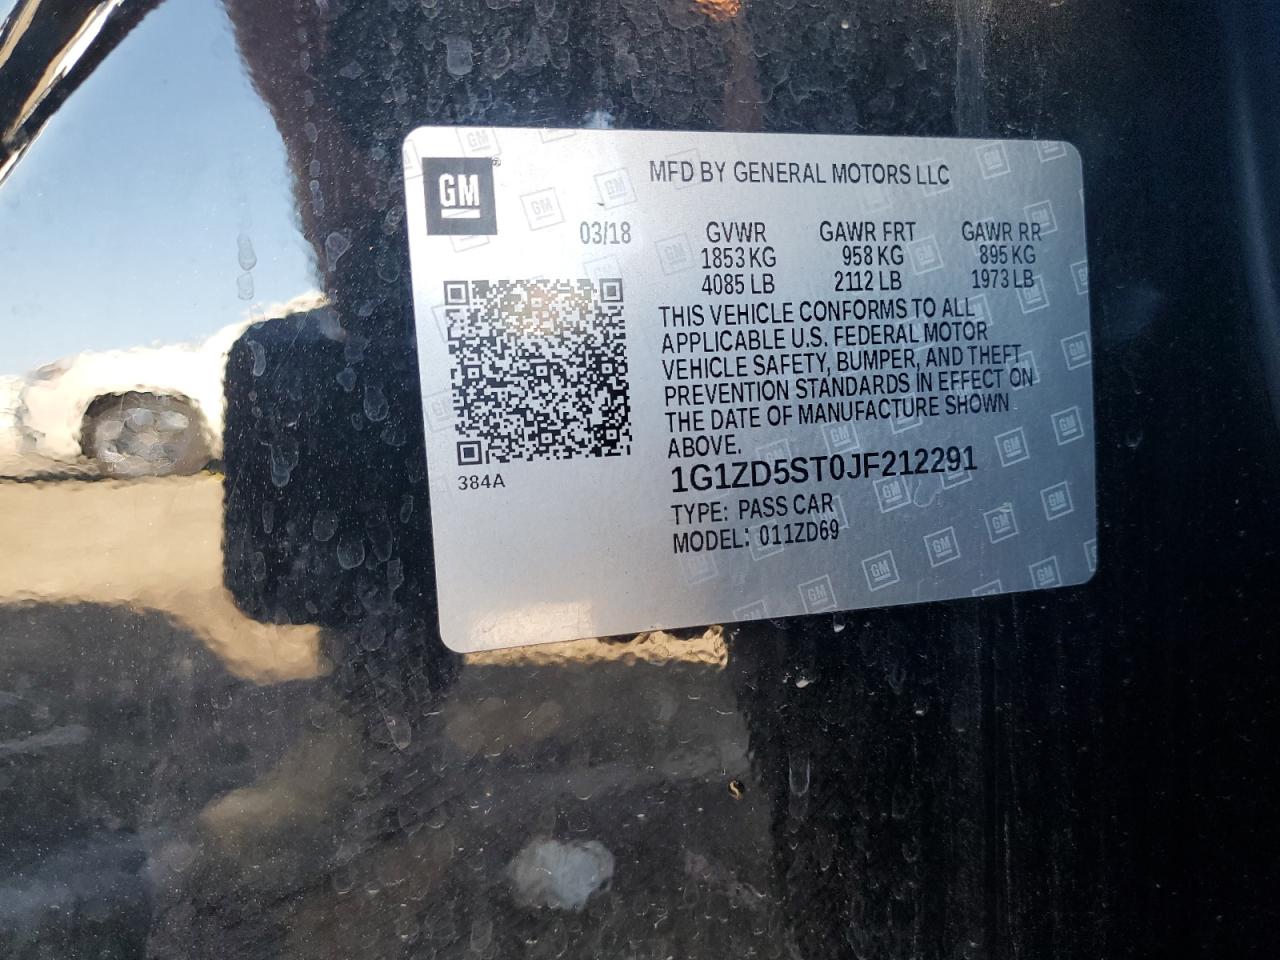 GM
MFD BY GENERAL MOTORS LLC
03/18 GVWR GAWR FRT GAWR RR
1853 KG 958 KG 895 KG
4085 LB 2112 LB 1973 LB
THIS VEHICLE CONFORMS TO ALL
APPLICABLE U.S. FEDERAL MOTOR
VEHICLE SAFETY, BUMPER, AND THEFT
PREVENTION STANDARDS IN EFFECT ON
THE DATE OF MANUFACTURE SHOWN
ABOVE.
384A
1G1ZD5ST0JF212291
TYPE: PASS CAR
MODEL: 011ZD69